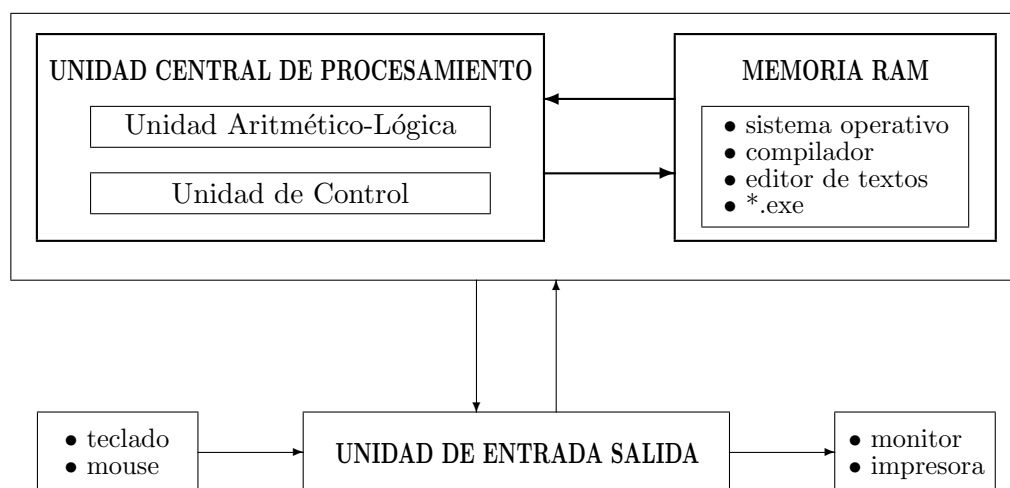 UNIDAD CENTRAL DE PROCESAMIENTO
Unidad Aritmético-Lógica
Unidad de Control
MEMORIA RAM
• sistema operativo
• compilador
• editor de textos
• *.exe
• teclado
• mouse
UNIDAD DE ENTRADA SALIDA
• monitor
• impresora